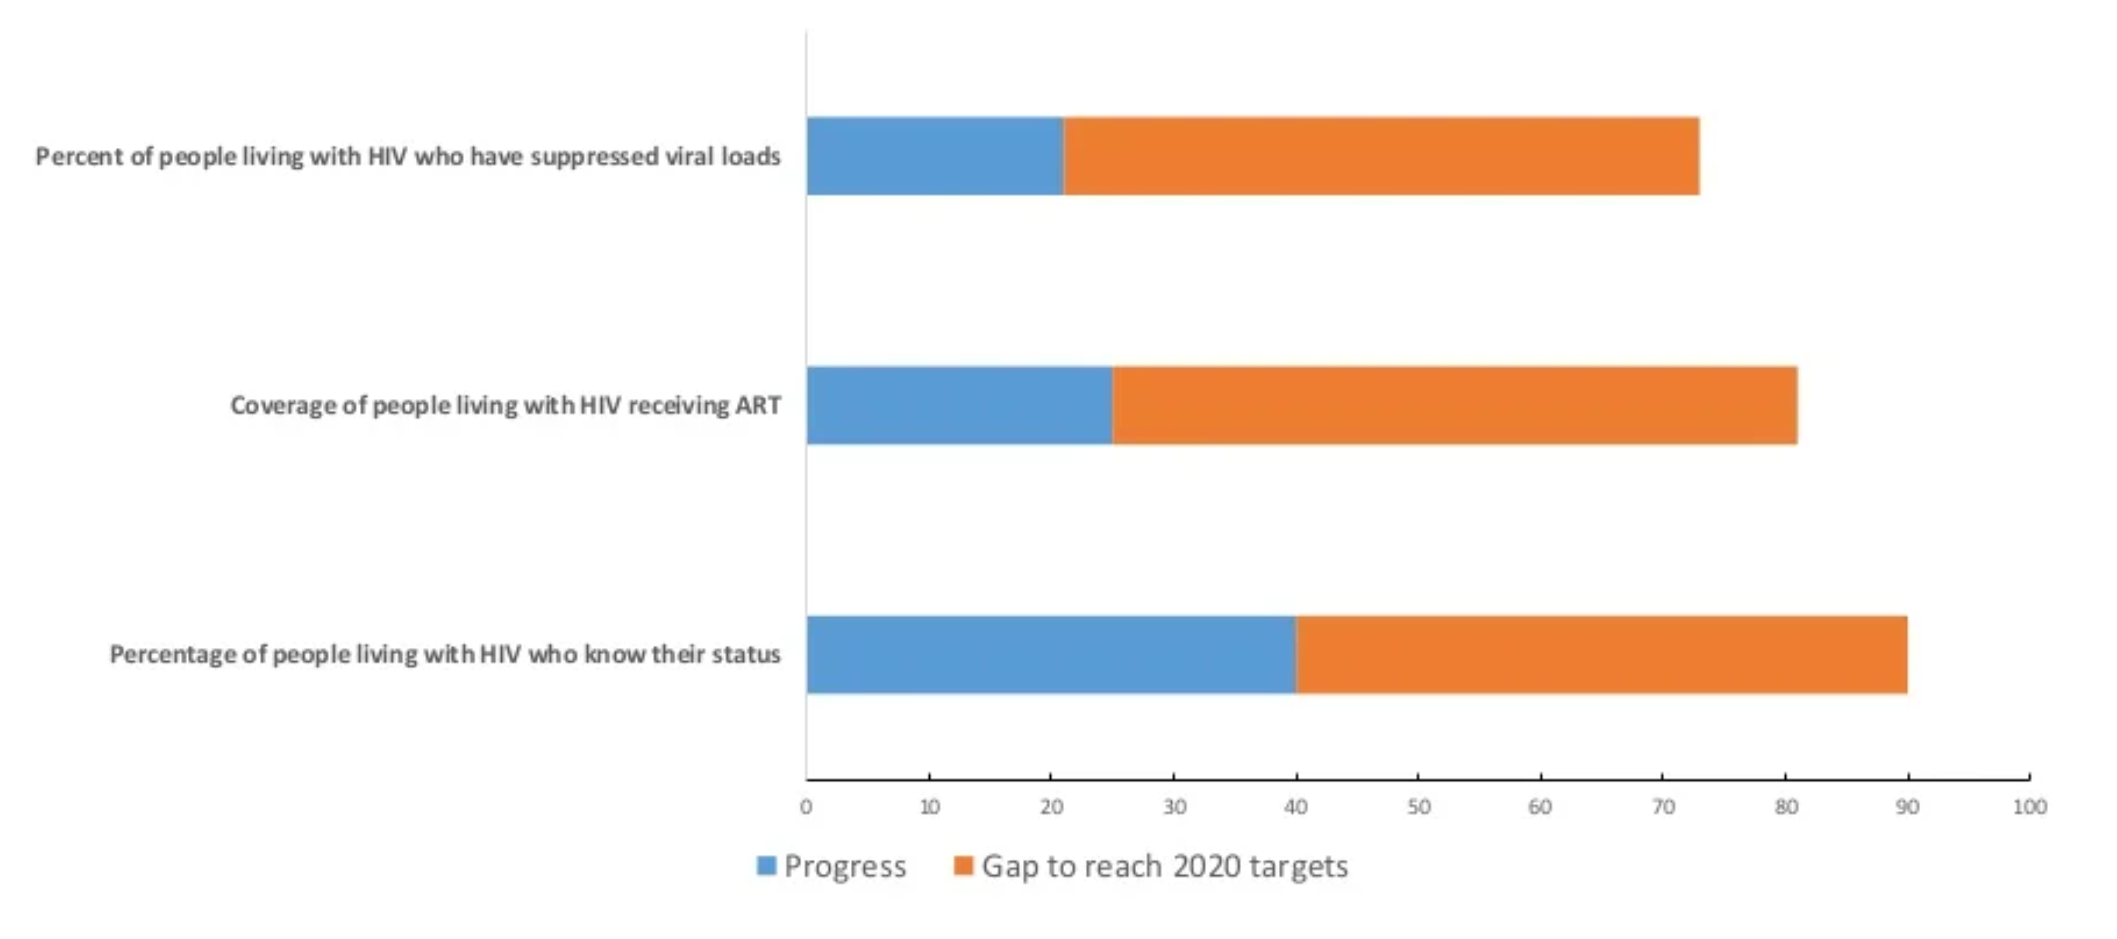 Percent of people living with HIV who have suppressed viral loads
Coverage of people living with HIV receiving ART
Percentage of people living with HIV who know their status
0 10 20 30 40 50 60 70 80 90 100
Progress Gap to reach 2020 targets